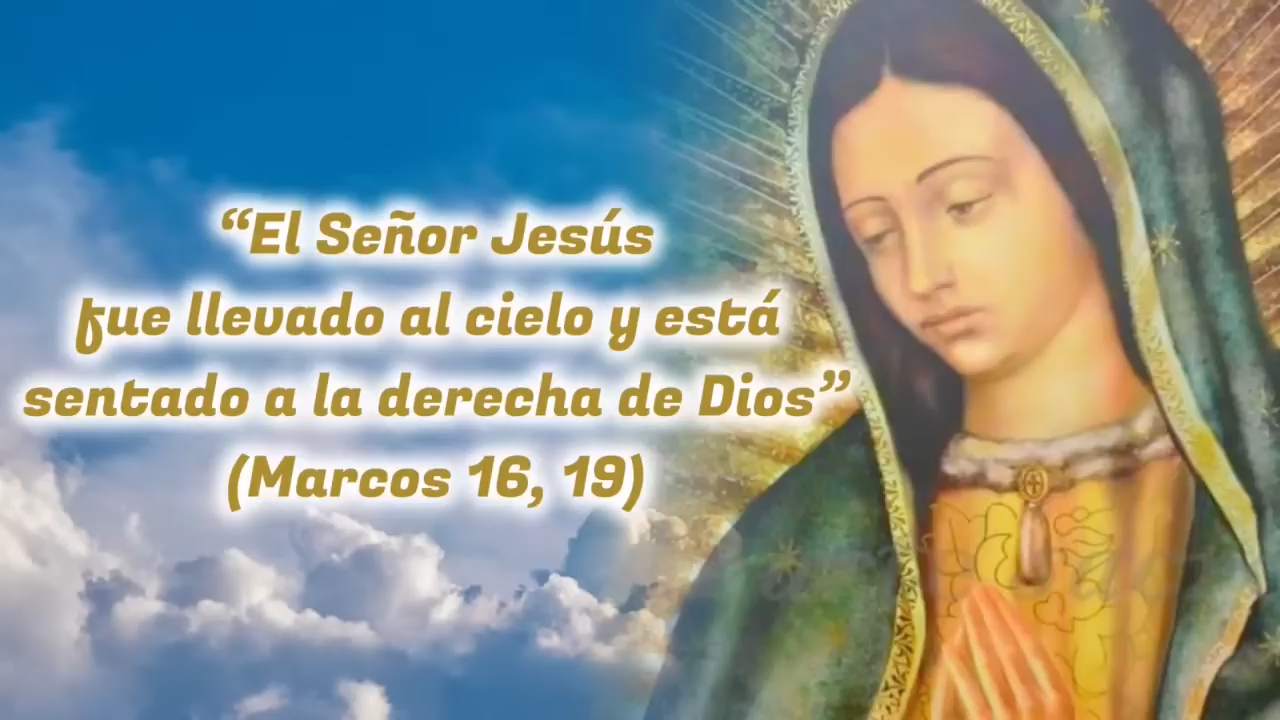 “El Señor Jesús
fue llevado al cielo y está
sentado a la derecha de Dios”
(Marcos 16, 19)